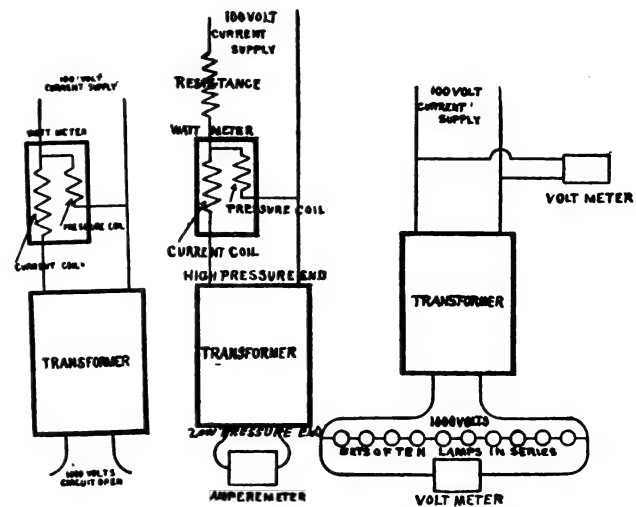 100 VOLT
CURRENT SUPPLY
WATT METER
PRESSURE COIL
CURRENT COIL
TRANSFORMER
1000 VOLTS
CIRCUIT OPEN
100 VOLT
CURRENT
SUPPLY
RESISTANCE
WATT METER
PRESSURE COIL
CURRENT COIL
HIGH PRESSURE END
TRANSFORMER
LOW PRESSURE END
AMPEREMETER
100 VOLT
CURRENT
SUPPLY
VOLT METER
TRANSFORMER
1000 VOLTS
SETS OF TEN LAMPS IN SERIES
VOLT METER